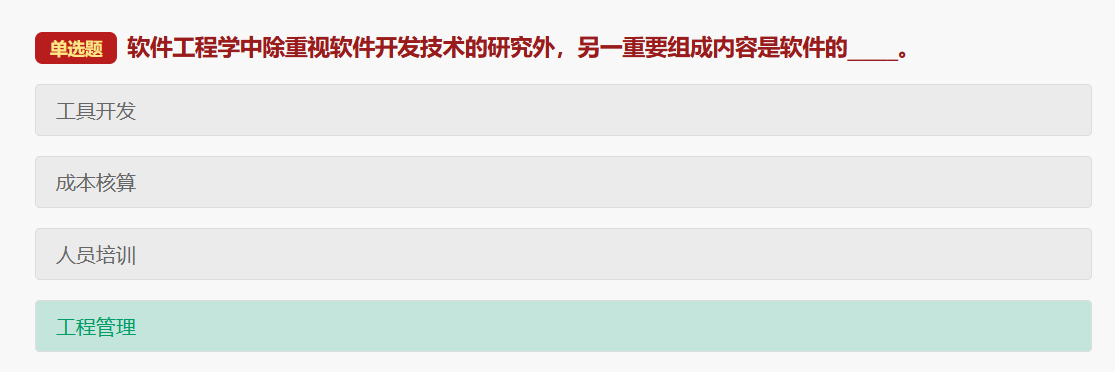 单选题 软件工程学中除重视软件开发技术的研究外，另一重要组成内容是软件的_____。
工具开发
成本核算
人员培训
工程管理